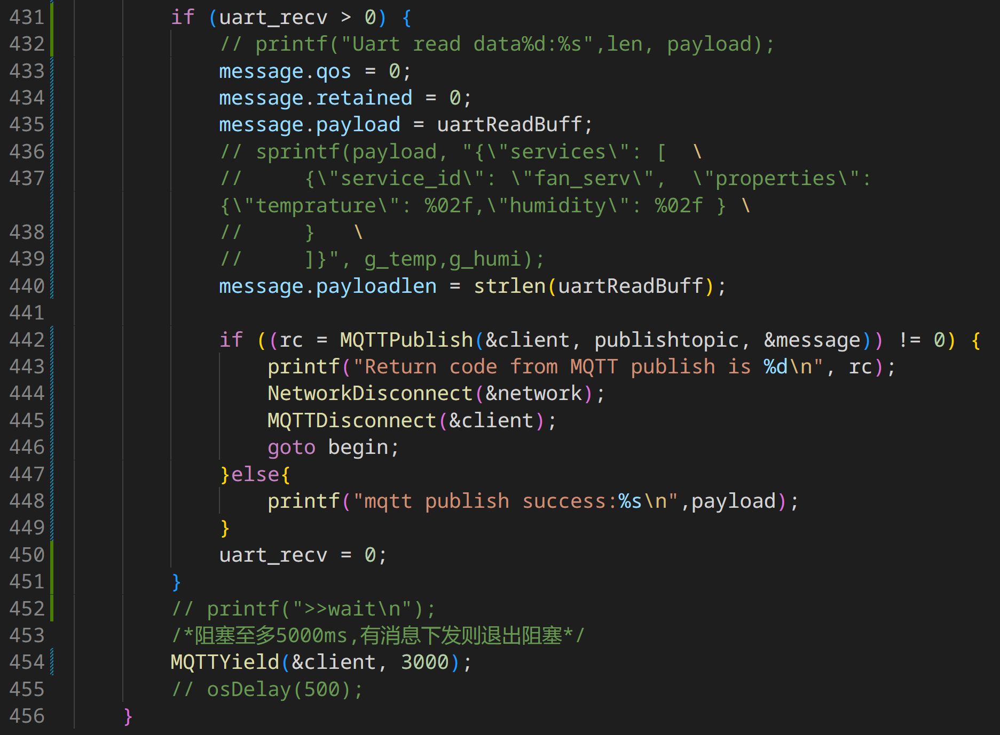 431 if (uart_recv > 0) {
432 // printf("Uart read data%d:%s",len, payload);
433 message.qos = 0;
434 message.retained = 0;
435 message.payload = uartReadBuff;
436 // sprintf(payload, "{\"services\": [  \
437 //     {\"service_id\": \"fan_serv\",  \"properties\":
{\"temprature\": %02f,\"humidity\": %02f } \
438 //     }   \
439 //     ]}", g_temp,g_humi);
440 message.payloadlen = strlen(uartReadBuff);
441
442 if ((rc = MQTTPublish(&client, publishtopic, &message)) != 0) {
443 printf("Return code from MQTT publish is %d\n", rc);
444 NetworkDisconnect(&network);
445 MQTTDisconnect(&client);
446 goto begin;
447 }else{
448 printf("mqtt publish success:%s\n",payload);
449 }
450 uart_recv = 0;
451 }
452 // printf(">>wait\n");
453 /*阻塞至多5000ms,有消息下发则退出阻塞*/
454 MQTTYield(&client, 3000);
455 // osDelay(500);
456 }